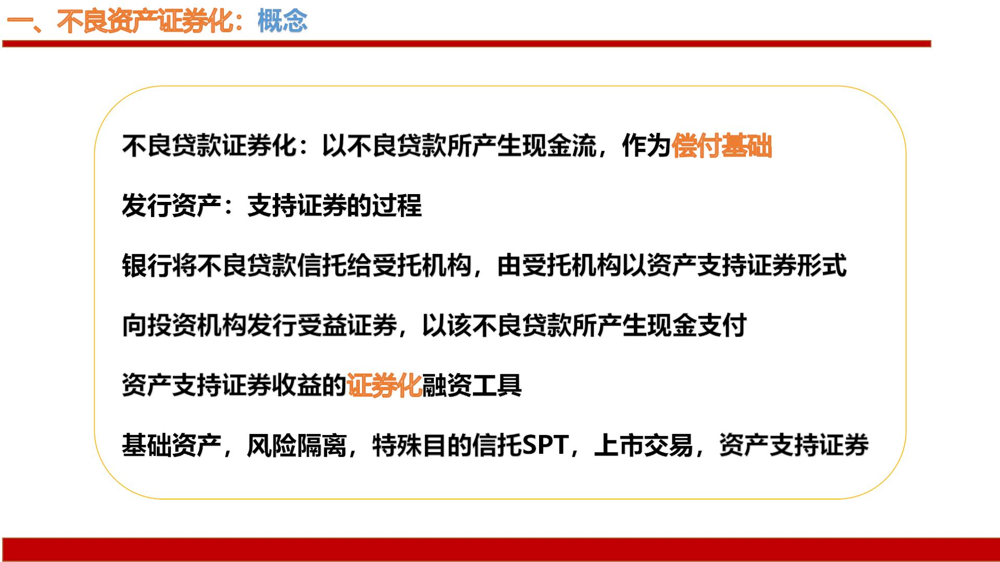 一、不良资产证券化：概念
不良贷款证券化：以不良贷款所产生现金流，作为偿付基础
发行资产：支持证券的过程
银行将不良贷款信托给受托机构，由受托机构以资产支持证券形式
向投资机构发行受益证券，以该不良贷款所产生现金支付
资产支持证券收益的证券化融资工具
基础资产，风险隔离，特殊目的信托SPT，上市交易，资产支持证券